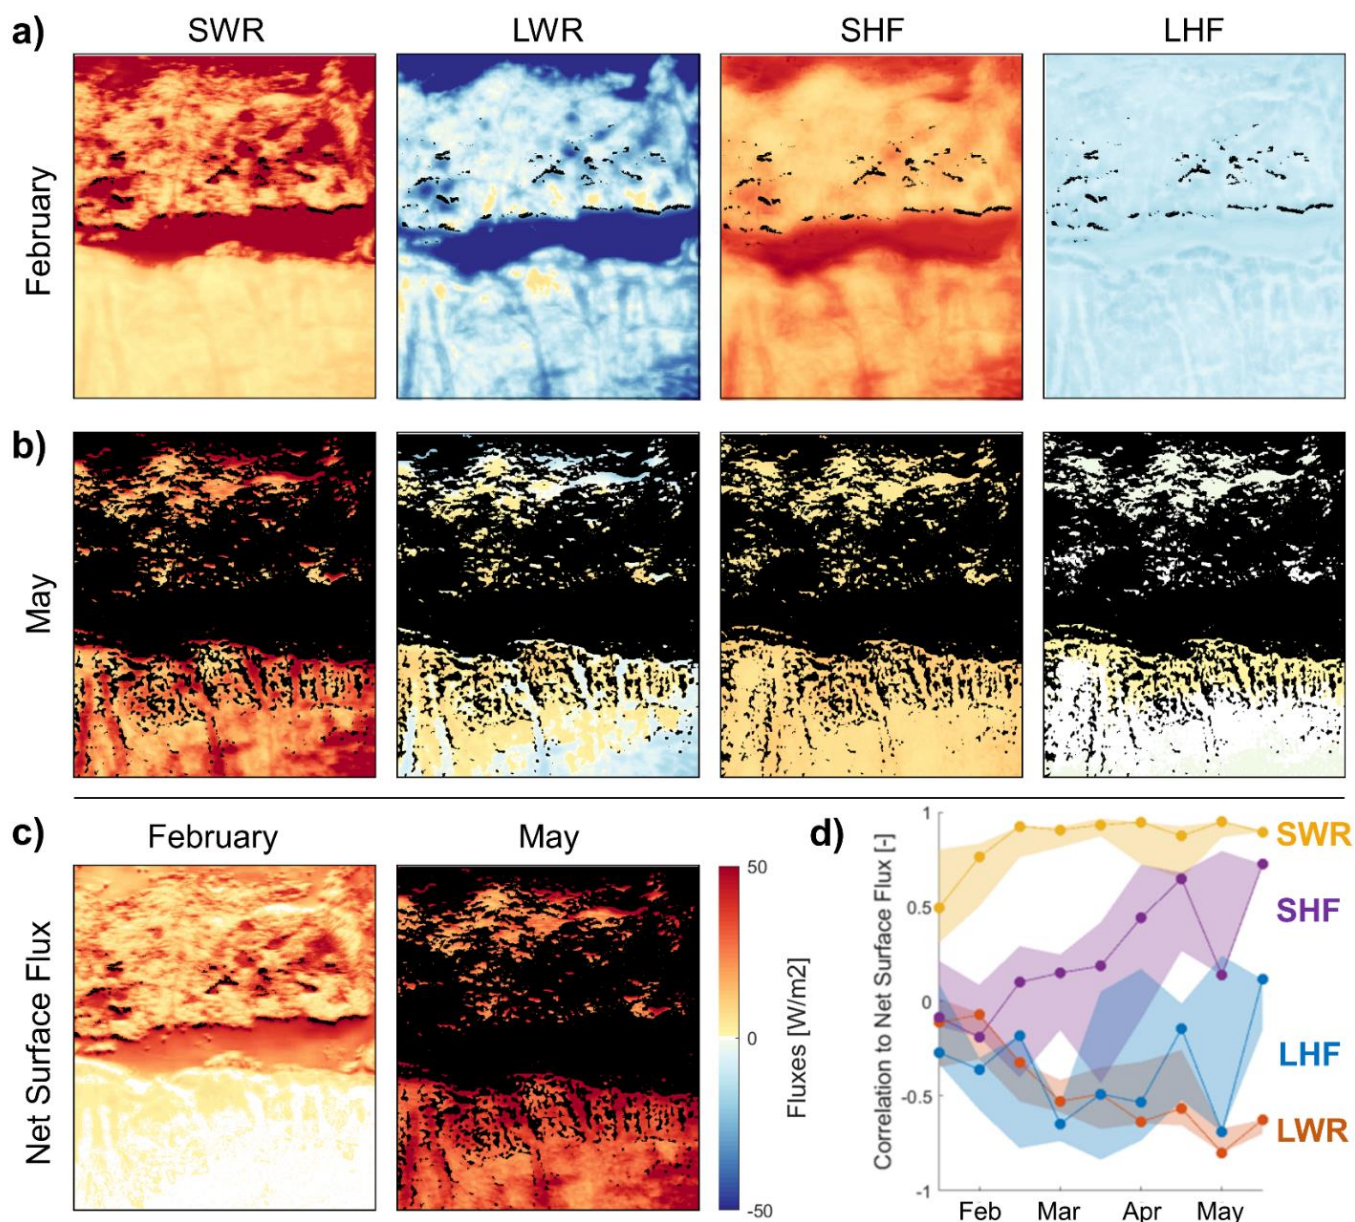 a)
SWR
LWR
SHF
LHF
February
b)
May
c)
February
May
Net Surface Flux
50
0
-50
Fluxes [W/m2]
d)
Correlation to Net Surface Flux [-]
1
0.5
0
-0.5
-1
Feb
Mar
Apr
May
SWR
SHF
LHF
LWR